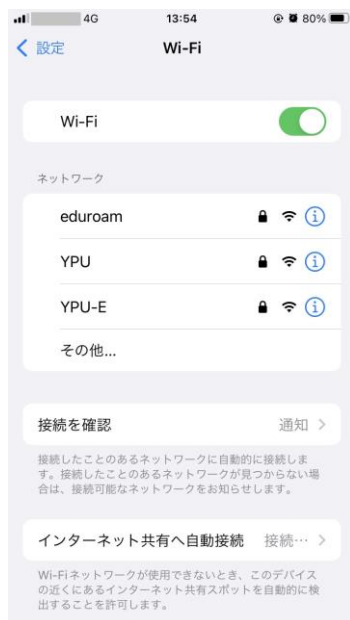 4G 13:54 80%
設定 Wi-Fi
Wi-Fi
ネットワーク
eduroam
YPU
YPU-E
その他...
接続を確認 通知
接続したことのあるネットワークに自動的に接続しま
す。接続したことのあるネットワークが見つからない場
合は、接続可能なネットワークをお知らせします。
インターネット共有へ自動接続 接続…
Wi-Fiネットワークが使用できないとき、このデバイス
の近くにあるインターネット共有スポットを自動的に検
出することを許可します。